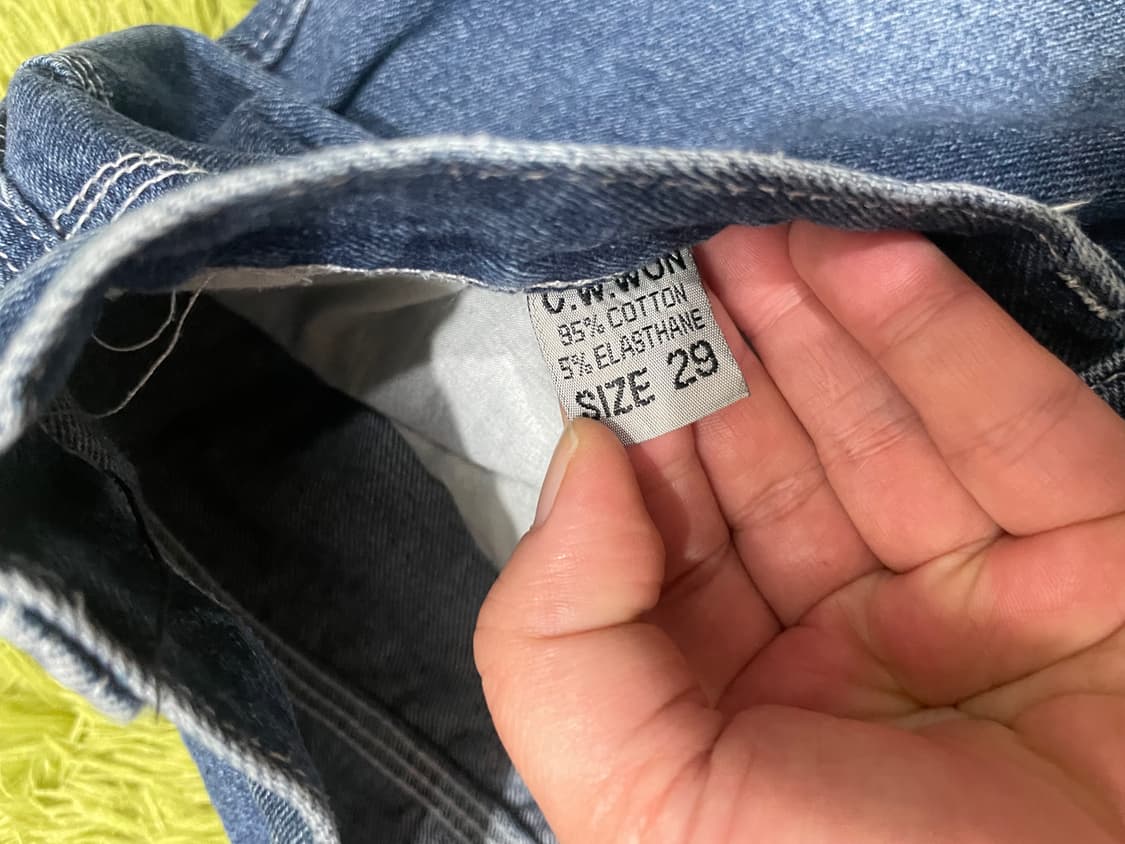 C.W.WON
95% COTTON
5% ELASTHANE
SIZE 29